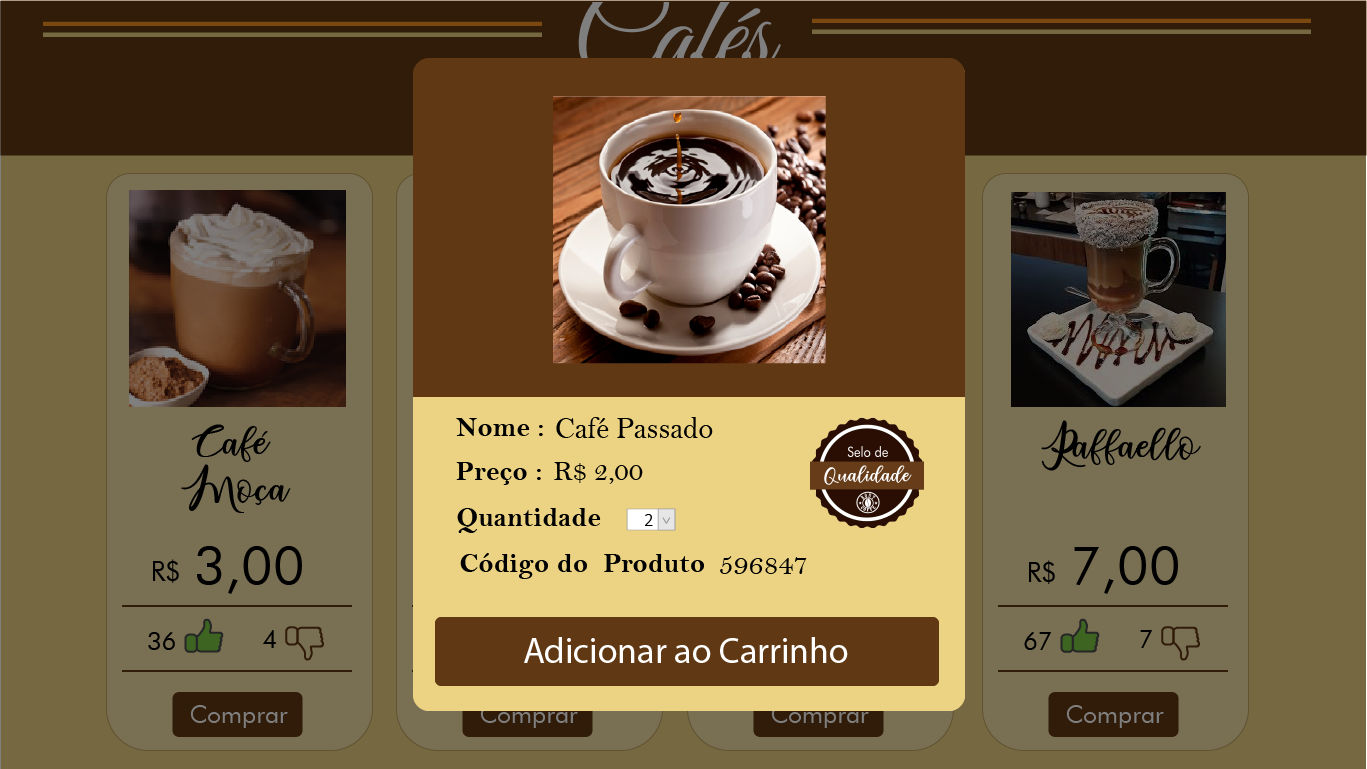 Cafés
Nome : Café Passado
Preço : R$ 2,00
Quantidade 2
Código do Produto 596847
Selo de
Qualidade
Adicionar ao Carrinho
Café
Moça
R$ 3,00
36 4
Comprar
Comprar
Comprar
Raffaello
R$ 7,00
67 7
Comprar